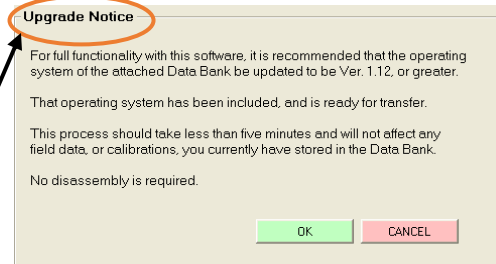 Upgrade Notice
For full functionality with this software, it is recommended that the operating
system of the attached Data Bank be updated to be Ver. 1.12, or greater.
That operating system has been included, and is ready for transfer.
This process should take less than five minutes and will not affect any
field data, or calibrations, you currently have stored in the Data Bank.
No disassembly is required.
OK CANCEL